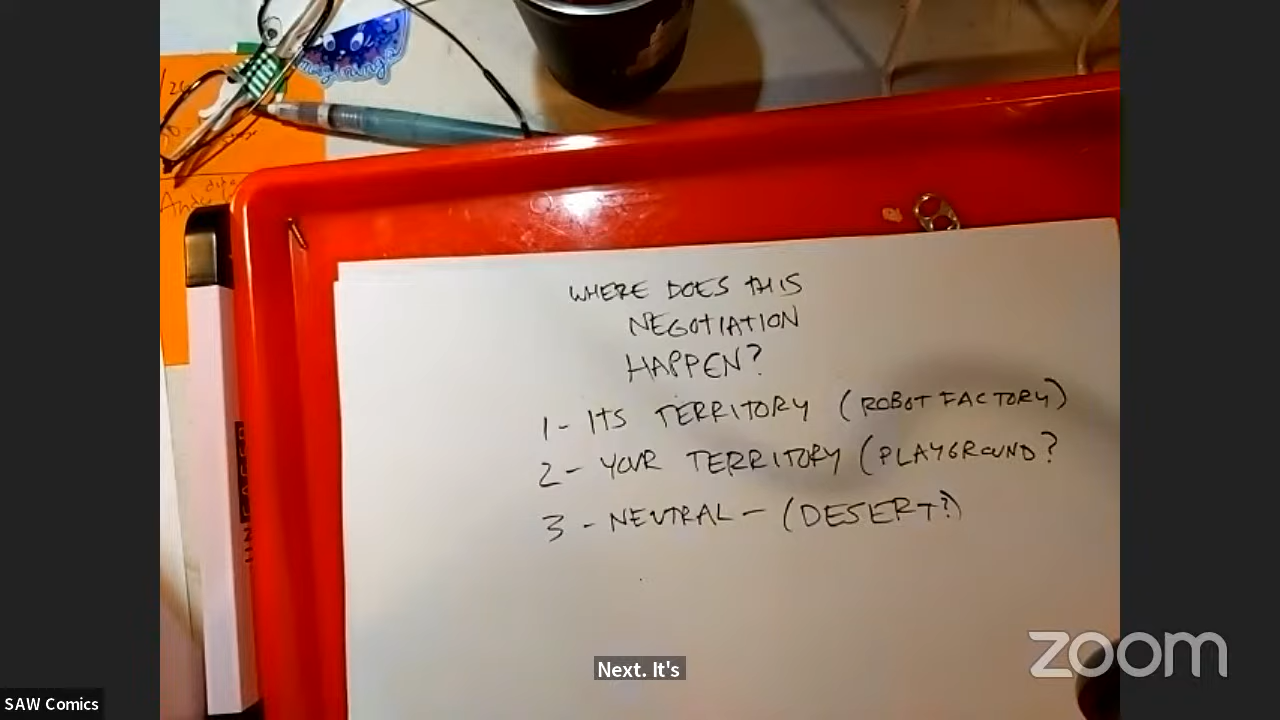 WHERE DOES THIS
NEGOTIATION
HAPPEN?
1- ITS TERRITORY (ROBOT FACTORY)
2- YOUR TERRITORY (PLAYGROUND?
3 - NEUTRAL - (DESERT?)
Next. It's
zoom
SAW Comics